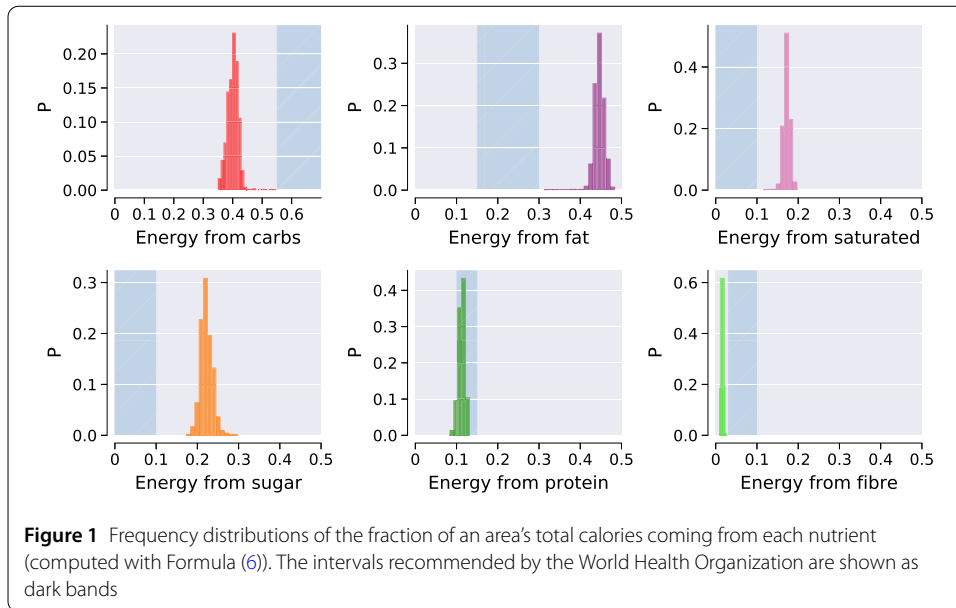 0.20
0.15
0.10
0.05
0.00
P
0 0.1 0.2 0.3 0.4 0.5 0.6
Energy from carbs
0.3
0.2
0.1
0.0
P
0 0.1 0.2 0.3 0.4 0.5
Energy from fat
0.4
0.2
0.0
P
0 0.1 0.2 0.3 0.4 0.5
Energy from saturated
0.3
0.2
0.1
0.0
P
0 0.1 0.2 0.3 0.4 0.5
Energy from sugar
0.4
0.3
0.2
0.1
0.0
P
0 0.1 0.2 0.3 0.4 0.5
Energy from protein
0.6
0.4
0.2
0.0
P
0 0.1 0.2 0.3 0.4 0.5
Energy from fibre
Figure 1 Frequency distributions of the fraction of an area's total calories coming from each nutrient
(computed with Formula (6)). The intervals recommended by the World Health Organization are shown as
dark bands